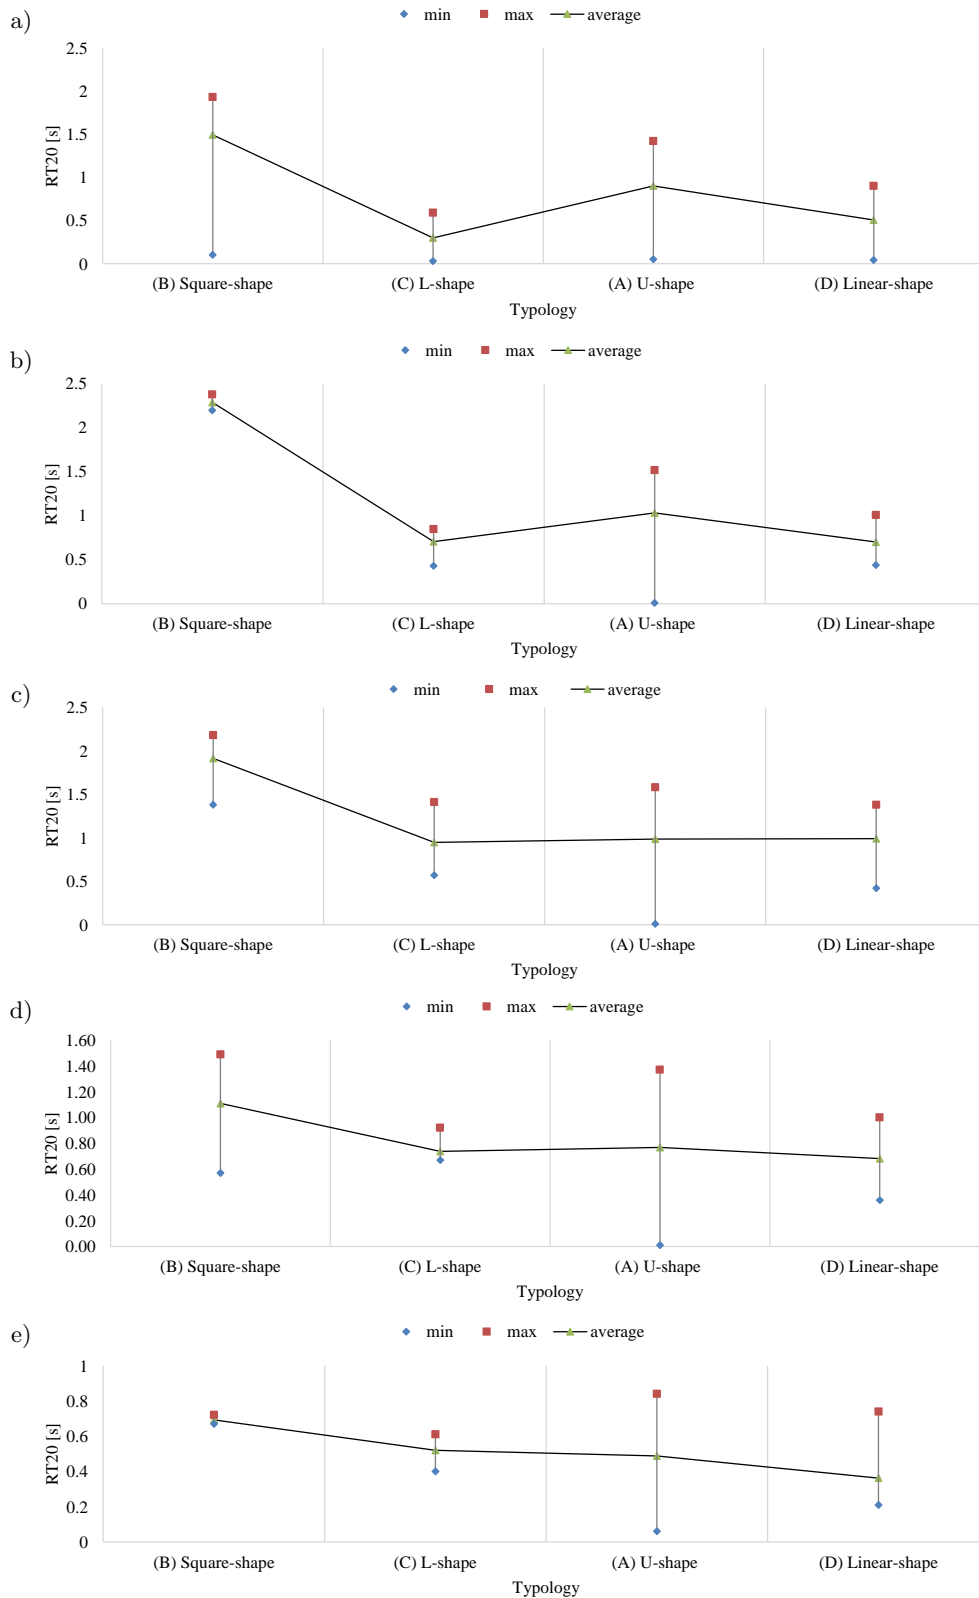 a)
min max average
2.5
2
1.5
1
0.5
0
RT20 [s]
(B) Square-shape (C) L-shape (A) U-shape (D) Linear-shape
Typology
b)
min max average
2.5
2
1.5
1
0.5
0
RT20 [s]
(B) Square-shape (C) L-shape (A) U-shape (D) Linear-shape
Typology
c)
min max average
2.5
2
1.5
1
0.5
0
RT20 [s]
(B) Square-shape (C) L-shape (A) U-shape (D) Linear-shape
Typology
d)
min max average
1.60
1.40
1.20
1.00
0.80
0.60
0.40
0.20
0.00
RT20 [s]
(B) Square-shape (C) L-shape (A) U-shape (D) Linear-shape
Typology
e)
min max average
1
0.8
0.6
0.4
0.2
0
RT20 [s]
(B) Square-shape (C) L-shape (A) U-shape (D) Linear-shape
Typology